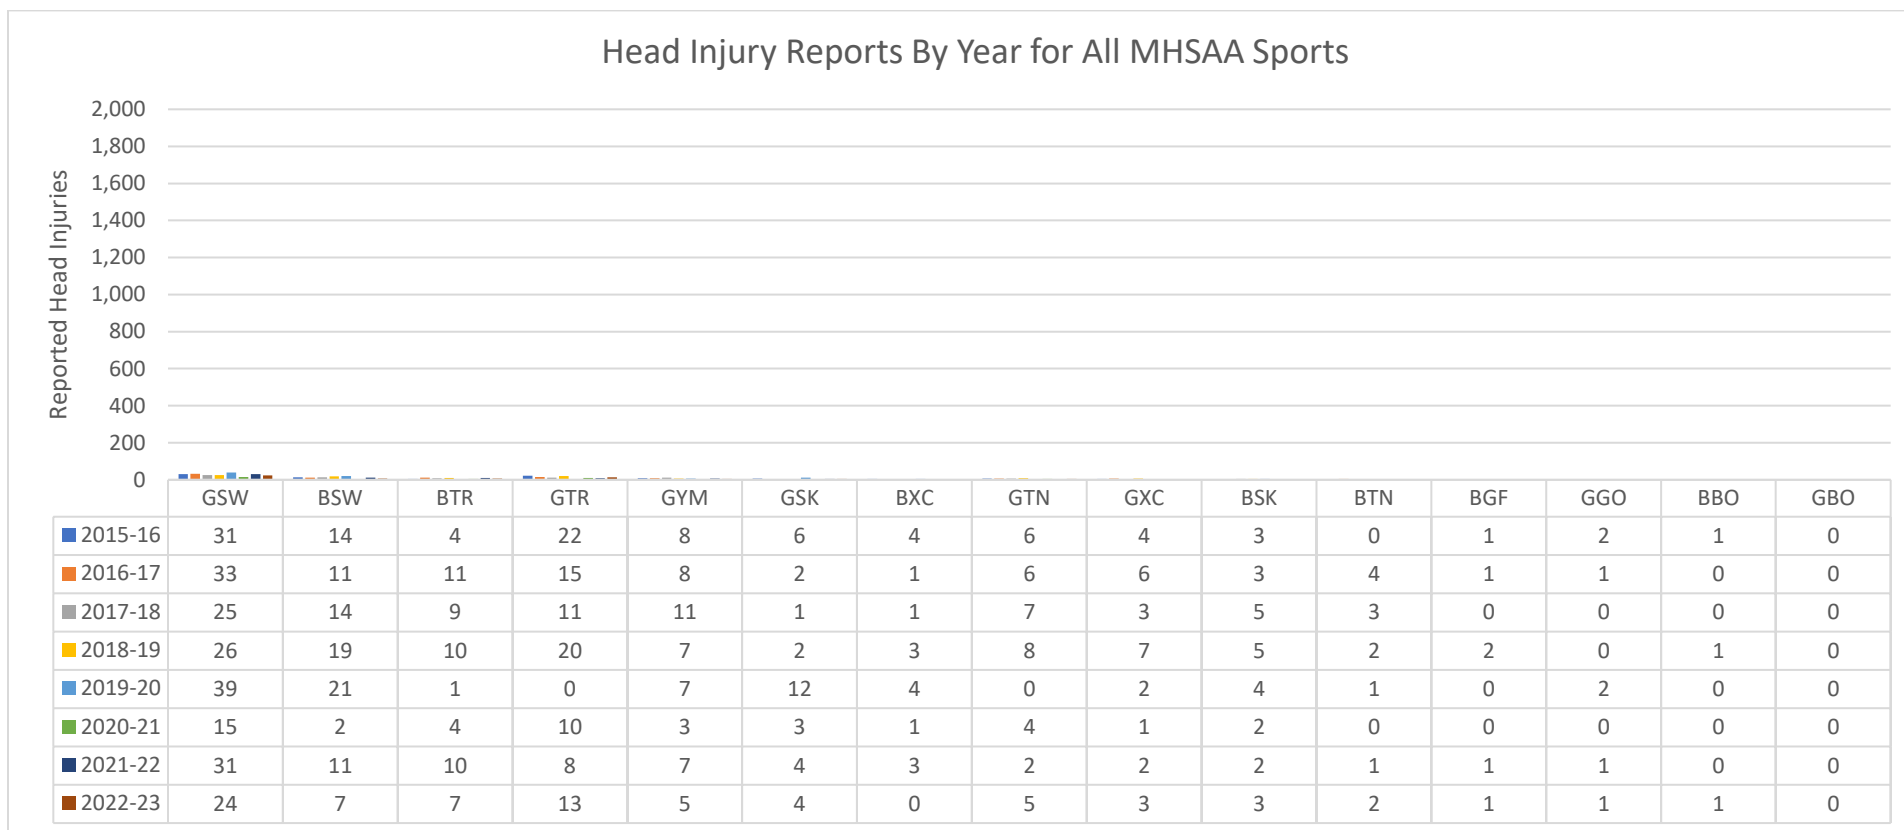 Head Injury Reports By Year for All MHSAA Sports
Reported Head Injuries
2,000
1,800
1,600
1,400
1,200
1,000
800
600
400
200
0
GSW BSW BTR GTR GYM GSK BXC GTN GXC BSK BTN BGF GGO BBO GBO
2015-16 31 14 4 22 8 6 4 6 4 3 0 1 2 1 0
2016-17 33 11 11 15 8 2 1 6 6 3 4 1 1 0 0
2017-18 25 14 9 11 11 1 1 7 3 5 3 0 0 0 0
2018-19 26 19 10 20 7 2 3 8 7 5 2 2 0 1 0
2019-20 39 21 1 0 7 12 4 0 2 4 1 0 2 0 0
2020-21 15 2 4 10 3 3 1 4 1 2 0 0 0 0 0
2021-22 31 11 10 8 7 4 3 2 2 2 1 1 1 0 0
2022-23 24 7 7 13 5 4 0 5 3 3 2 1 1 1 0